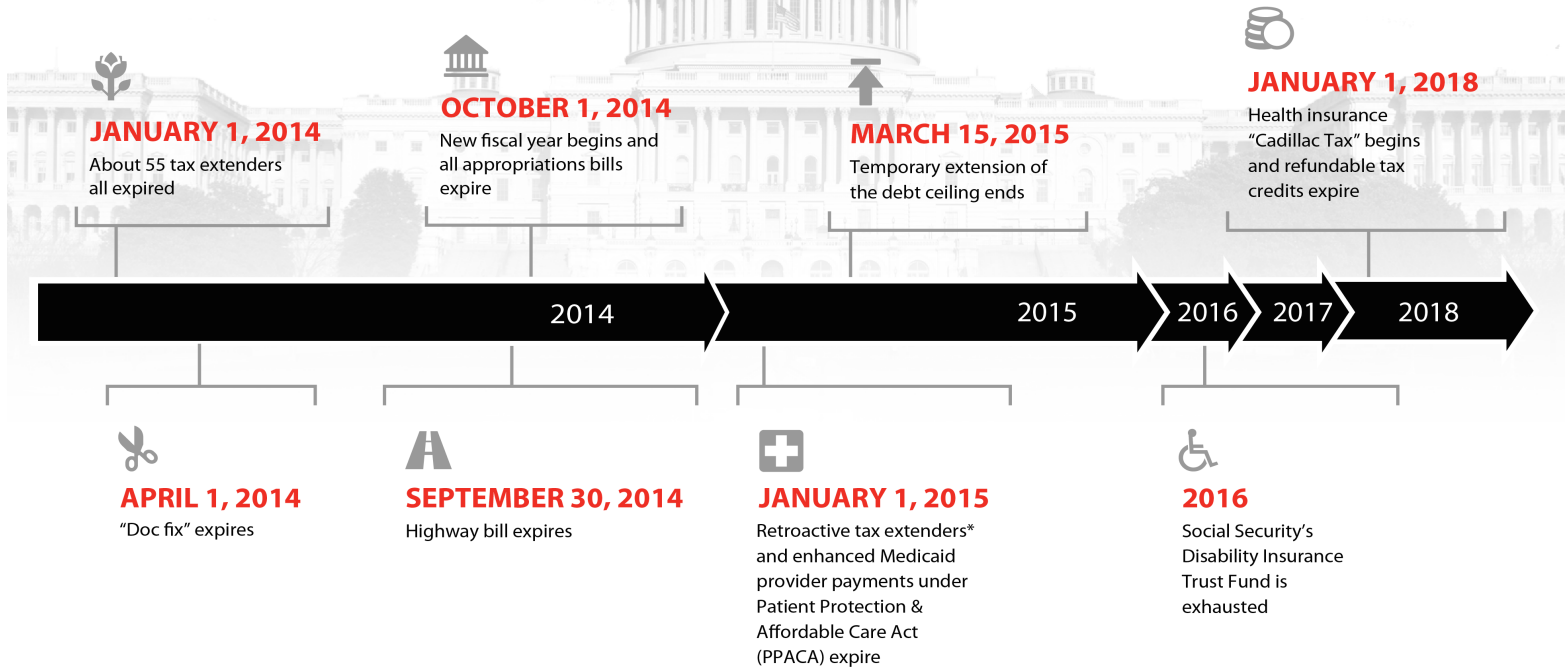 JANUARY 1, 2014
About 55 tax extenders
all expired
OCTOBER 1, 2014
New fiscal year begins and
all appropriations bills
expire
MARCH 15, 2015
Temporary extension of
the debt ceiling ends
JANUARY 1, 2018
Health insurance
“Cadillac Tax” begins
and refundable tax
credits expire
2014
2015
2016
2017
2018
APRIL 1, 2014
“Doc fix” expires
SEPTEMBER 30, 2014
Highway bill expires
JANUARY 1, 2015
Retroactive tax extenders*
and enhanced Medicaid
provider payments under
Patient Protection &
Affordable Care Act
(PPACA) expire
2016
Social Security’s
Disability Insurance
Trust Fund is
exhausted